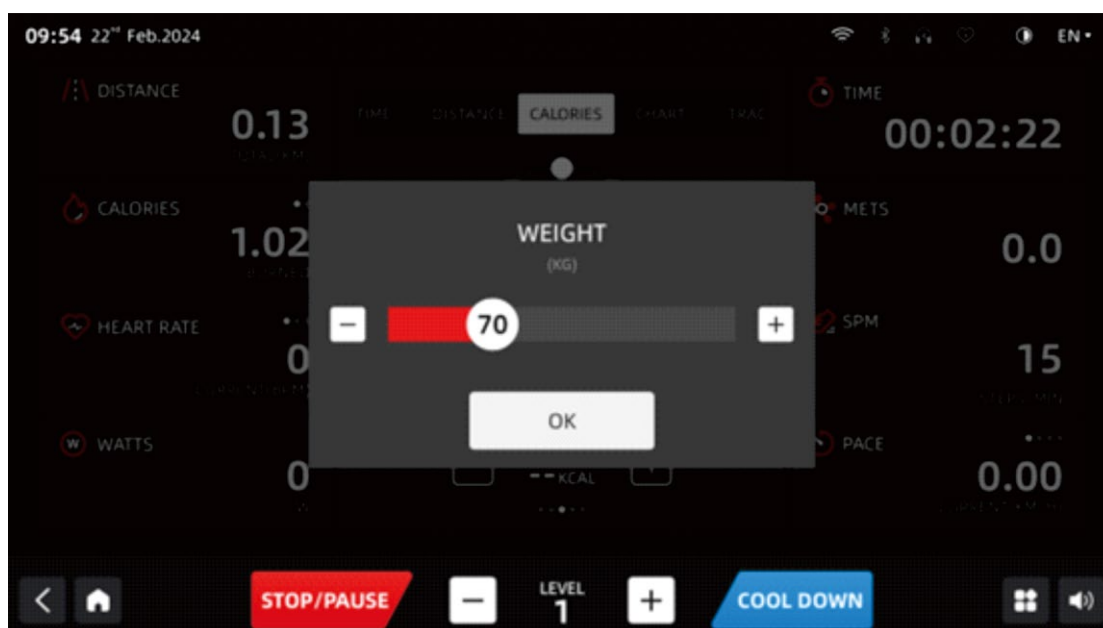 09:54 22nd Feb.2024
EN
DISTANCE
0.13
TIME DISTANCE CALORIES CHART
TIME
00:02:22
CALORIES
1.02
METS
0.0
WEIGHT
(KG)
70
OK
HEART RATE
0
SPM
15
W WATTS
0
W
-- KCAL
PACE
0.00
STOP/PAUSE
LEVEL
1
COOL DOWN